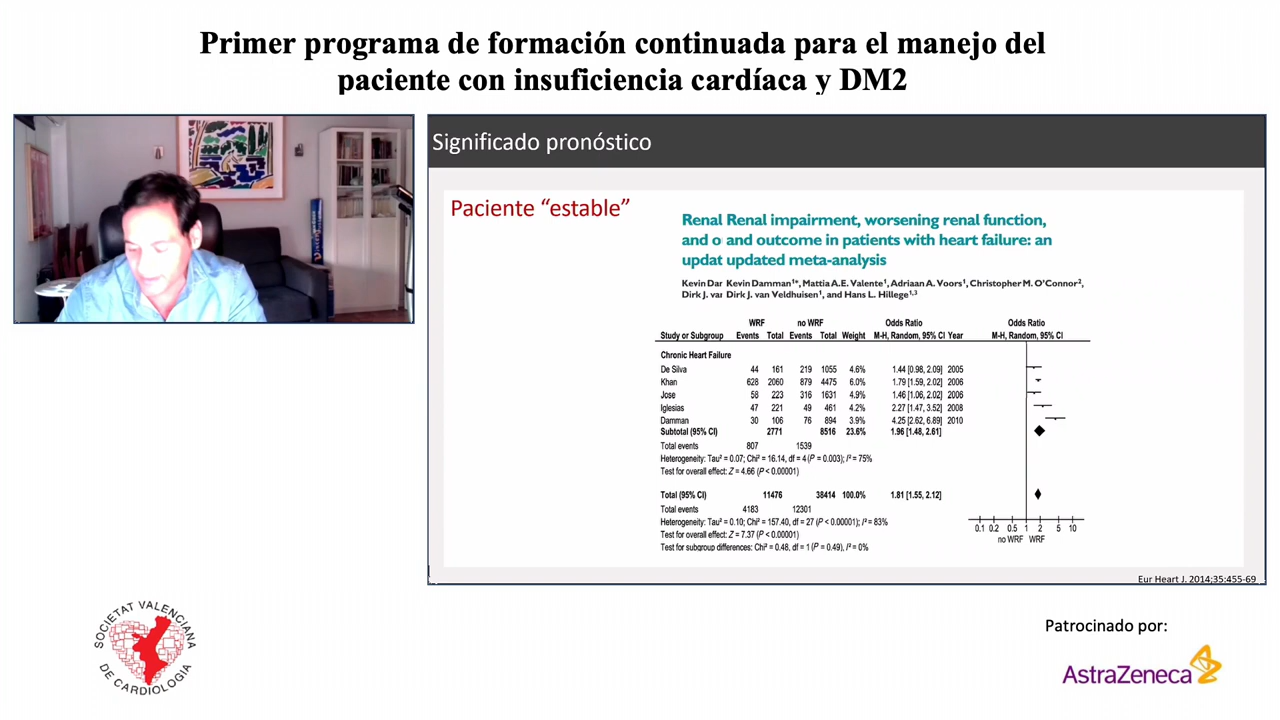 Primer programa de formación continuada para el manejo del
paciente con insuficiencia cardíaca y DM2
Significado pronóstico
Paciente “estable”
Renal Renal impairment, worsening renal function,
and o and outcome in patients with heart failure: an
updat updated meta-analysis
Kevin Dar Kevin Damman1*, Mattia A.E. Valente1, Adriaan A. Voors1, Christopher M. O’Connor2,
Dirk J. var Dirk J. van Veldhuisen1, and Hans L. Hillege1,3
WRF no WRF Odds Ratio Odds Ratio
Study or Subgroup Events Total Events Total Weight M-H, Random, 95% CI Year M-H, Random, 95% CI
Chronic Heart Failure
De Silva 44 161 219 1055 4.6% 1.44 [0.98, 2.09] 2005
Khan 628 2060 879 4475 6.0% 1.79 [1.59, 2.02] 2006
Jose 58 223 316 1631 4.9% 1.46 [1.06, 2.02] 2006
Iglesias 47 221 49 461 4.2% 2.27 [1.47, 3.52] 2008
Damman 30 106 76 894 3.9% 4.25 [2.62, 6.89] 2010
Subtotal (95% CI) 2771 8516 23.6% 1.96 [1.48, 2.61]
Total events 807 1539
Heterogeneity: Tau² = 0.07; Chi² = 16.14, df = 4 (P = 0.003); I² = 75%
Test for overall effect: Z = 4.66 (P < 0.00001)
Total (95% CI) 11476 38414 100.0% 1.81 [1.55, 2.12]
Total events 4183 12301
Heterogeneity: Tau² = 0.10; Chi² = 157.40, df = 27 (P < 0.00001); I² = 83%
Test for overall effect: Z = 7.37 (P < 0.00001)
Test for subgroup differences: Chi² = 0.48, df = 1 (P = 0.49), I² = 0%
0.1 0.2 0.5 1 2 5 10
no WRF WRF
Eur Heart J. 2014;35:455-69
SOCIETAT VALENCIANA
DE CARDIOLOGIA
Patrocinado por:
AstraZeneca